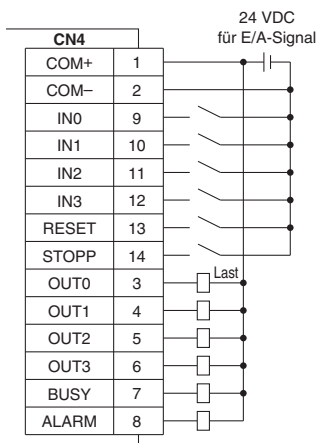 24 VDC
für E/A-Signal
CN4
COM+ 1
COM– 2
IN0 9
IN1 10
IN2 11
IN3 12
RESET 13
STOPP 14
OUT0 3
Last
OUT1 4
OUT2 5
OUT3 6
BUSY 7
ALARM 8